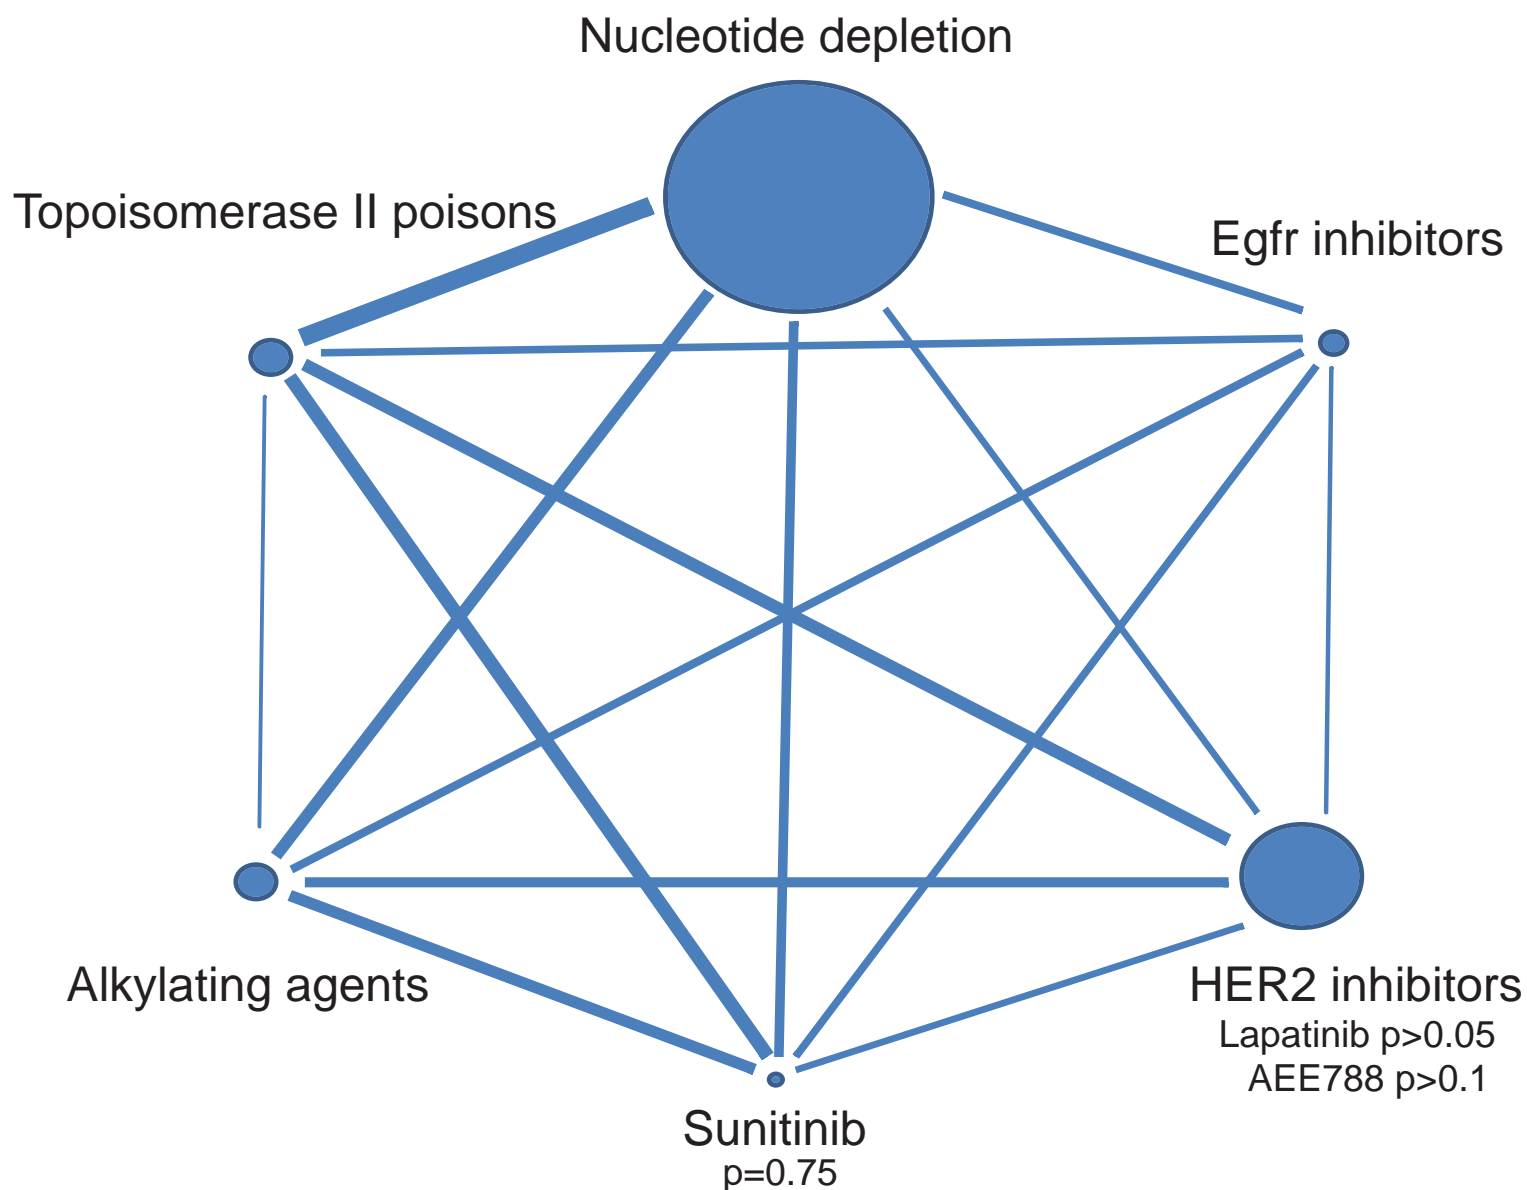 Nucleotide depletion
Topoisomerase II poisons
Egfr inhibitors
Alkylating agents
HER2 inhibitors
Lapatinib p>0.05
AEE788 p>0.1
Sunitinib
p=0.75